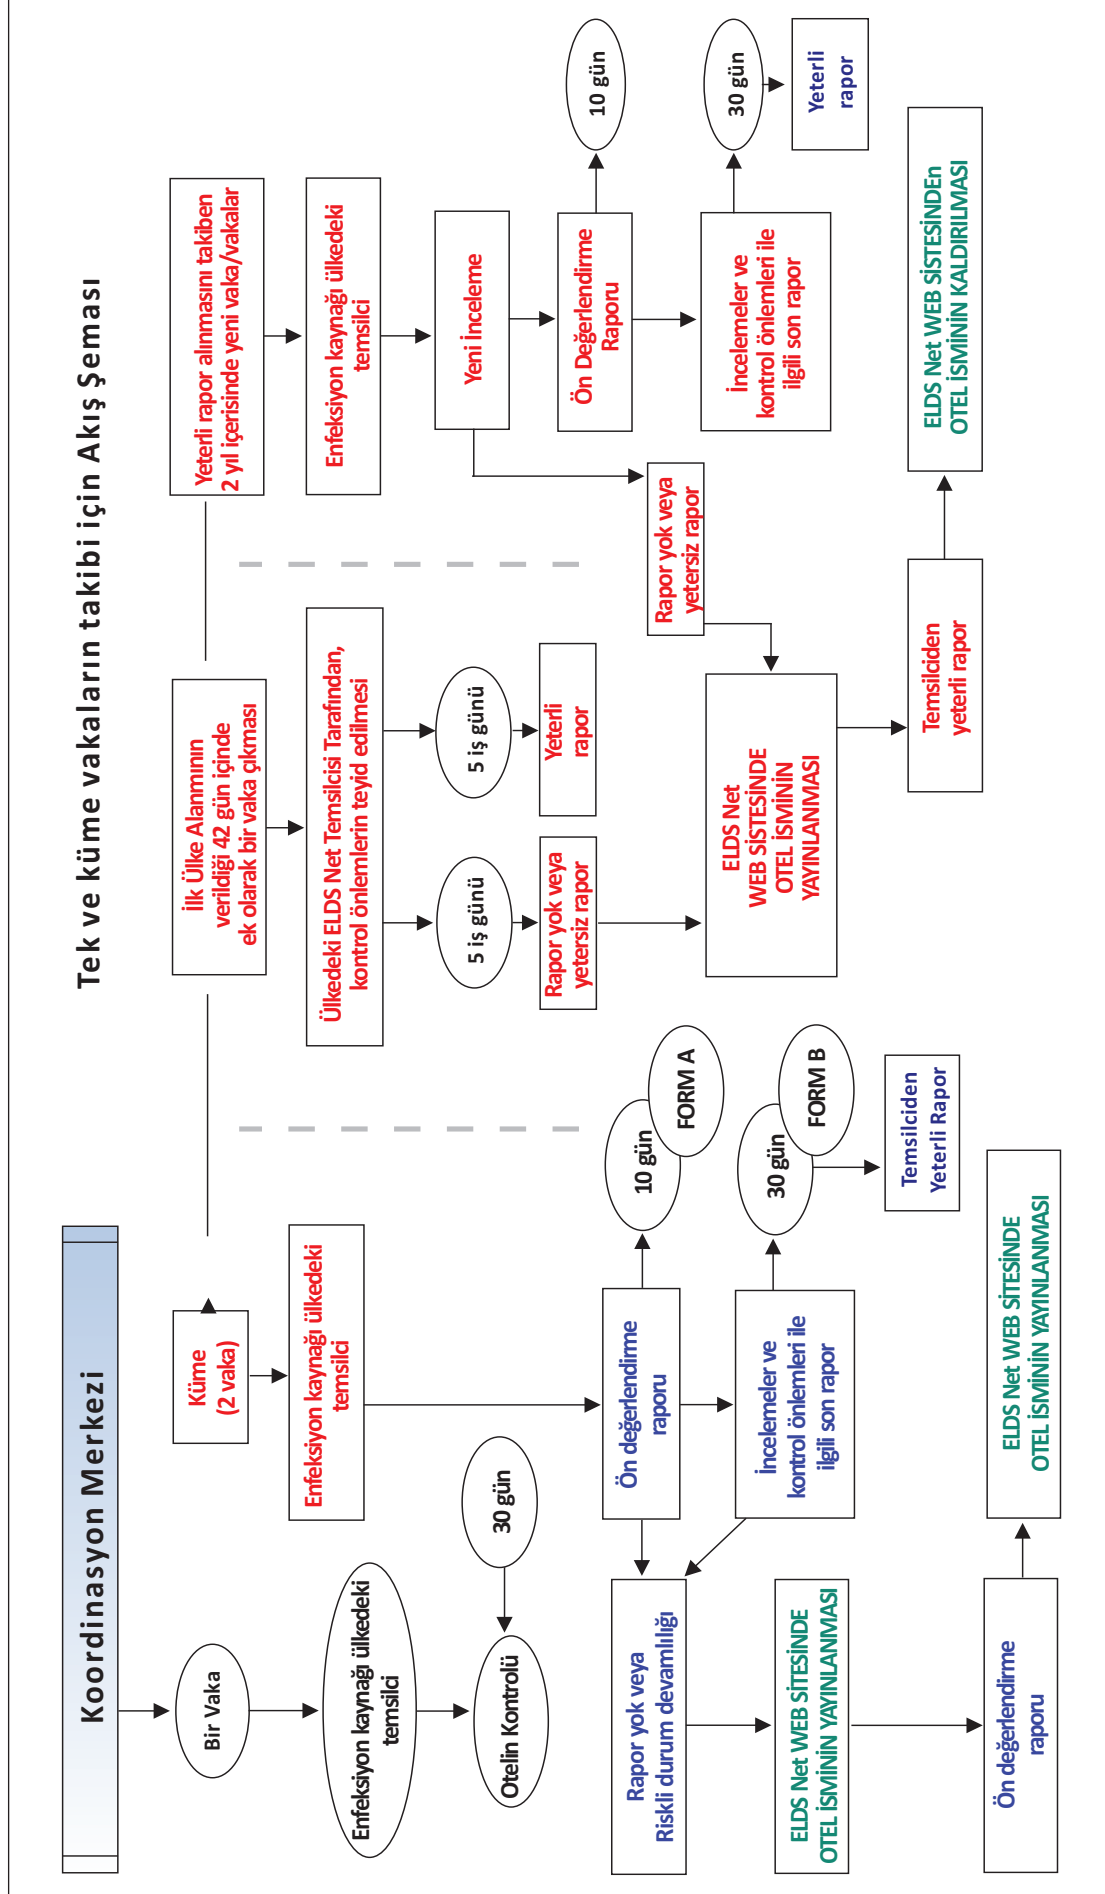 Tek ve küme vakaların takibi için Akış Şeması
Koordinasyon Merkezi
Bir Vaka
Enfeksiyon kaynağı ülkedeki
temsilci
Otelin Kontrolü
30 gün
Küme
(2 vaka)
Enfeksiyon kaynağı ülkedeki
temsilci
Ön değerlendirme
raporu
10 gün
FORM A
İncelemeler ve
kontrol önlemleri ile
ilgili son rapor
30 gün
FORM B
Temsilciden
Yeterli Rapor
Rapor yok veya
Riskli durum devamlılığı
ELDS Net WEB SİTESİNDE
OTEL İSMİNİN YAYINLANMASI
Ön değerlendirme
raporu
ELDS Net WEB SİTESİNDE
OTEL İSMİNİN YAYINLANMASI
İlk Ülke Alanmının
verildiği 42 gün içinde
ek olarak bir vaka çıkması
Ülkedeki ELDS Net Temsilcisi Tarafından,
kontrol önlemlerin teyid edilmesi
5 iş günü
Rapor yok veya
yetersiz rapor
5 iş günü
Yeterli
rapor
ELDS Net
WEB SİSTESİNDE
OTEL İSMİNİN
YAYINLANMASI
Temsilciden
yeterli rapor
ELDS Net WEB SİSTESİNDEn
OTEL İSMİNİN KALDIRILMASI
Yeterli rapor alınmasını takiben
2 yıl içerisinde yeni vaka/vakalar
Enfeksiyon kaynağı ülkedeki
temsilci
Yeni İnceleme
Rapor yok veya
yetersiz rapor
Ön Değerlendirme
Raporu
10 gün
İncelemeler ve
kontrol önlemleri ile
ilgili son rapor
30 gün
Yeterli
rapor